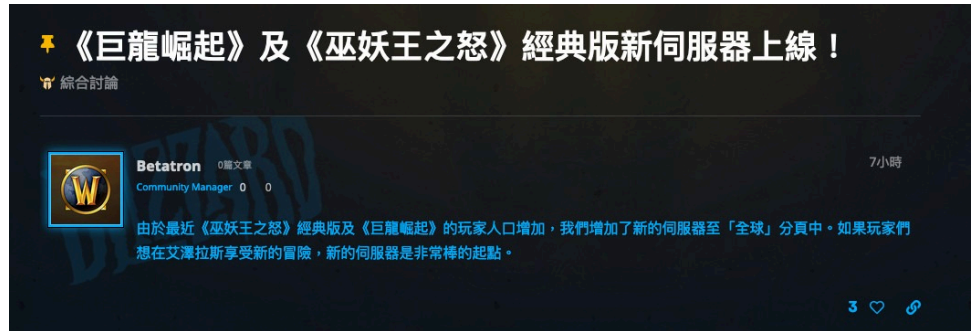 《巨龍崛起》及《巫妖王之怒》經典版新伺服器上線！
綜合討論
BLIZZARD
Betatron 0篇文章
7小時
Community Manager 0 0
由於最近《巫妖王之怒》經典版及《巨龍崛起》的玩家人口增加，我們增加了新的伺服器至「全球」分頁中。如果玩家們
想在艾澤拉斯享受新的冒險，新的伺服器是非常棒的起點。
3